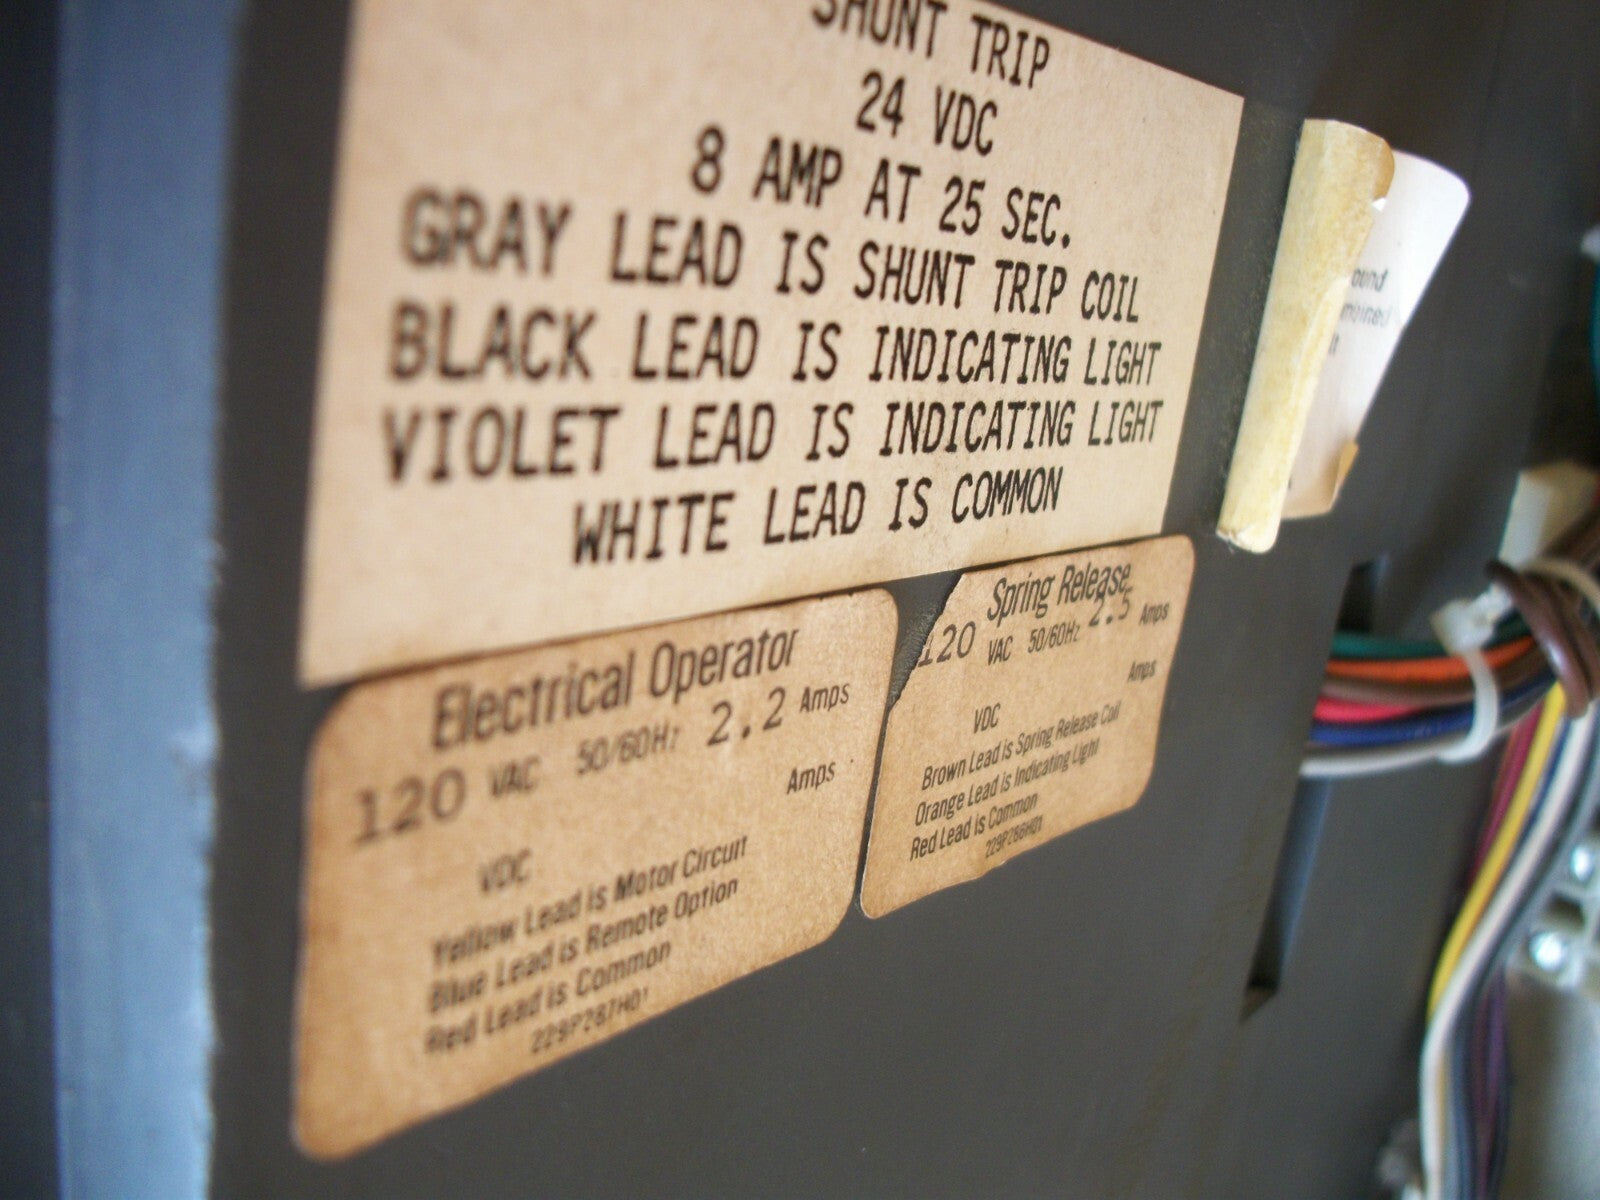 SHUNT TRIP
24 VDC
8 AMP AT 25 SEC.
GRAY LEAD IS SHUNT TRIP COIL
BLACK LEAD IS INDICATING LIGHT
VIOLET LEAD IS INDICATING LIGHT
WHITE LEAD IS COMMON
Electrical Operator
120 VAC 50/60Hz 2.2 Amps
Amps
VDC
Yellow Lead is Motor Circuit
Blue Lead is Remote Option
Red Lead is Common
229P287H01
Spring Release
120 VAC 50/60Hz 2.5 Amps
Amps
VDC
Brown Lead is Spring Release Coil
Orange Lead is Indicating Light
Red Lead is Common
229P286H01